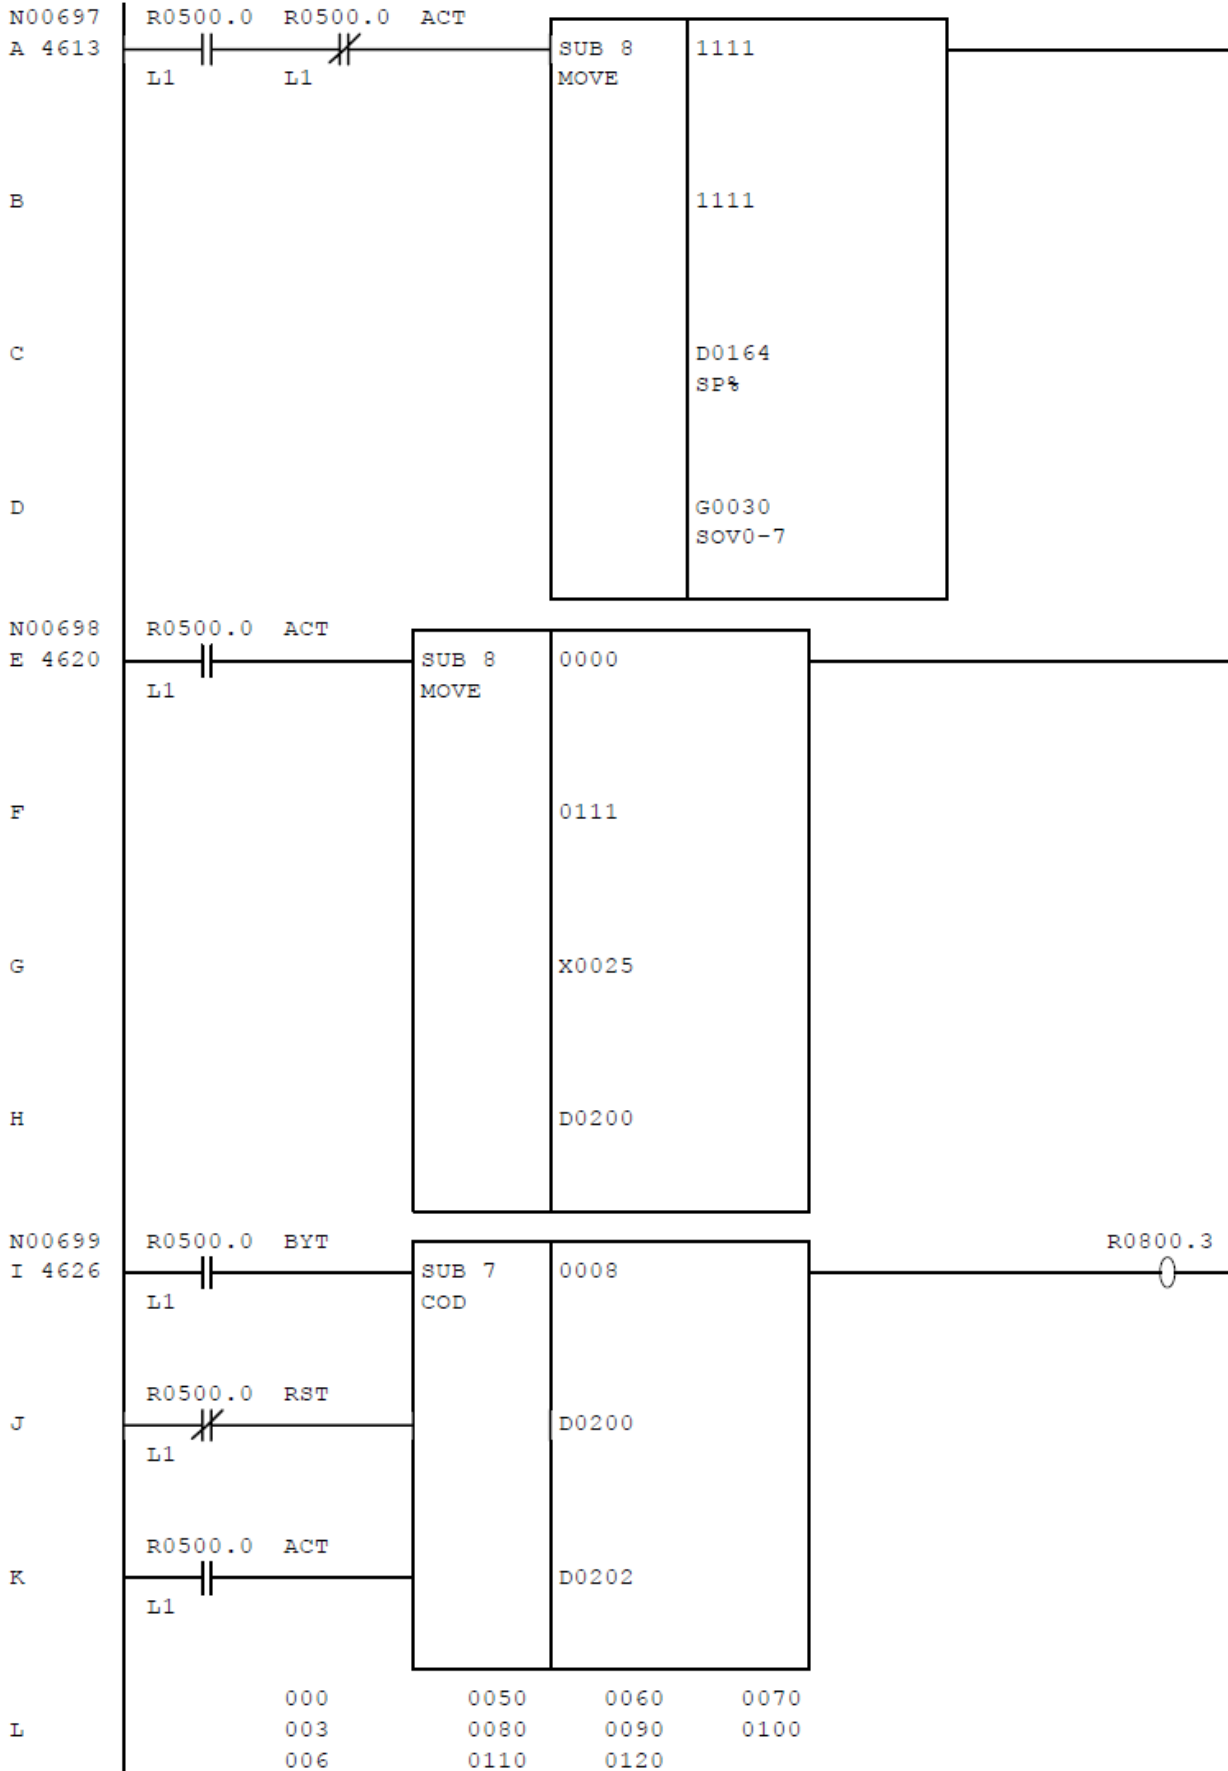 N00697 R0500.0 R0500.0 ACT
A 4613 SUB 8 1111
L1 L1 MOVE
B 1111
C D0164
SP%
D G0030
SOV0-7
N00698 R0500.0 ACT
E 4620 SUB 8 0000
L1 MOVE
F 0111
G X0025
H D0200
N00699 R0500.0 BYT R0800.3
I 4626 SUB 7 0008
L1 COD
R0500.0 RST
J D0200
L1
R0500.0 ACT
K D0202
L1
000 0050 0060 0070
L 003 0080 0090 0100
006 0110 0120